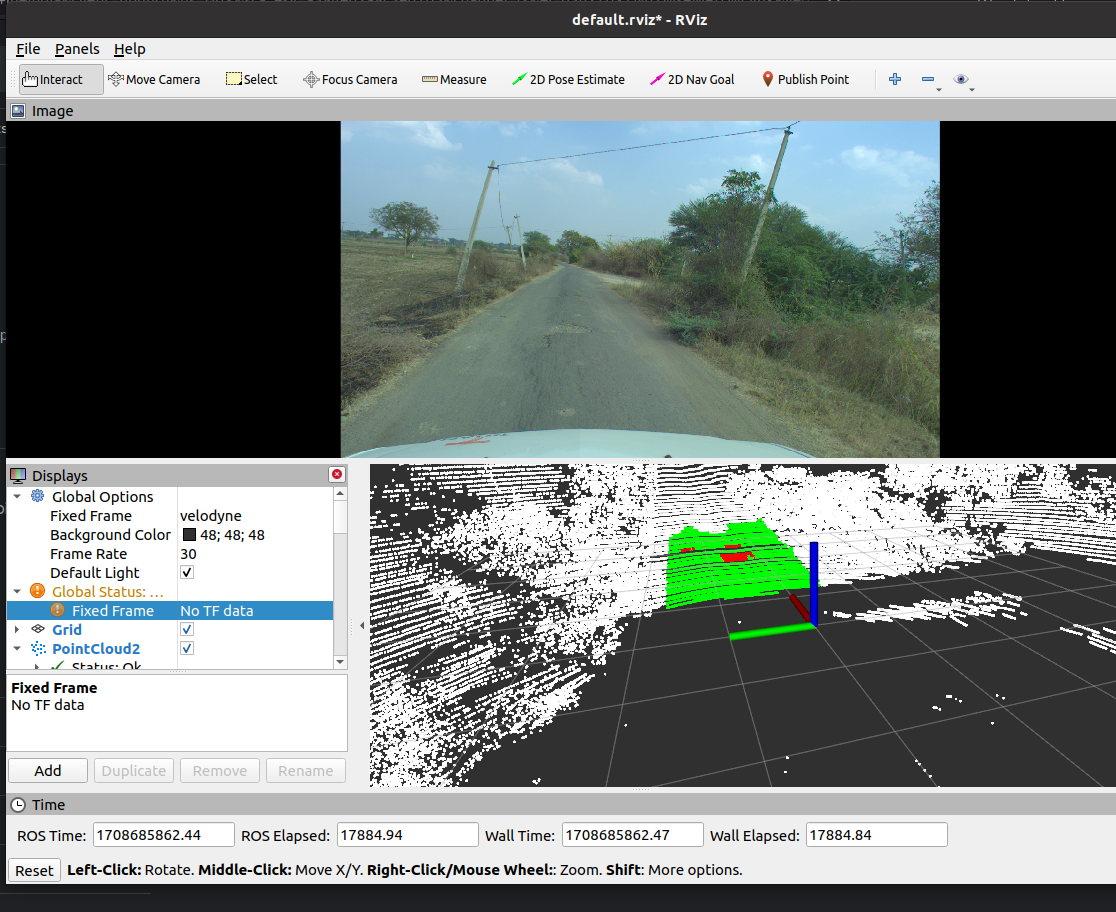 default.rviz* - RViz
File Panels Help
Interact Move Camera Select Focus Camera Measure 2D Pose Estimate 2D Nav Goal Publish Point
Image
Displays
Global Options
Fixed Frame velodyne
Background Color 48; 48; 48
Frame Rate 30
Default Light
Global Status: ...
Fixed Frame No TF data
Grid
PointCloud2
Status: Ok
Fixed Frame
No TF data
Add Duplicate Remove Rename
Time
ROS Time: 1708685862.44 ROS Elapsed: 17884.94 Wall Time: 1708685862.47 Wall Elapsed: 17884.84
Reset Left-Click: Rotate. Middle-Click: Move X/Y. Right-Click/Mouse Wheel:: Zoom. Shift: More options.